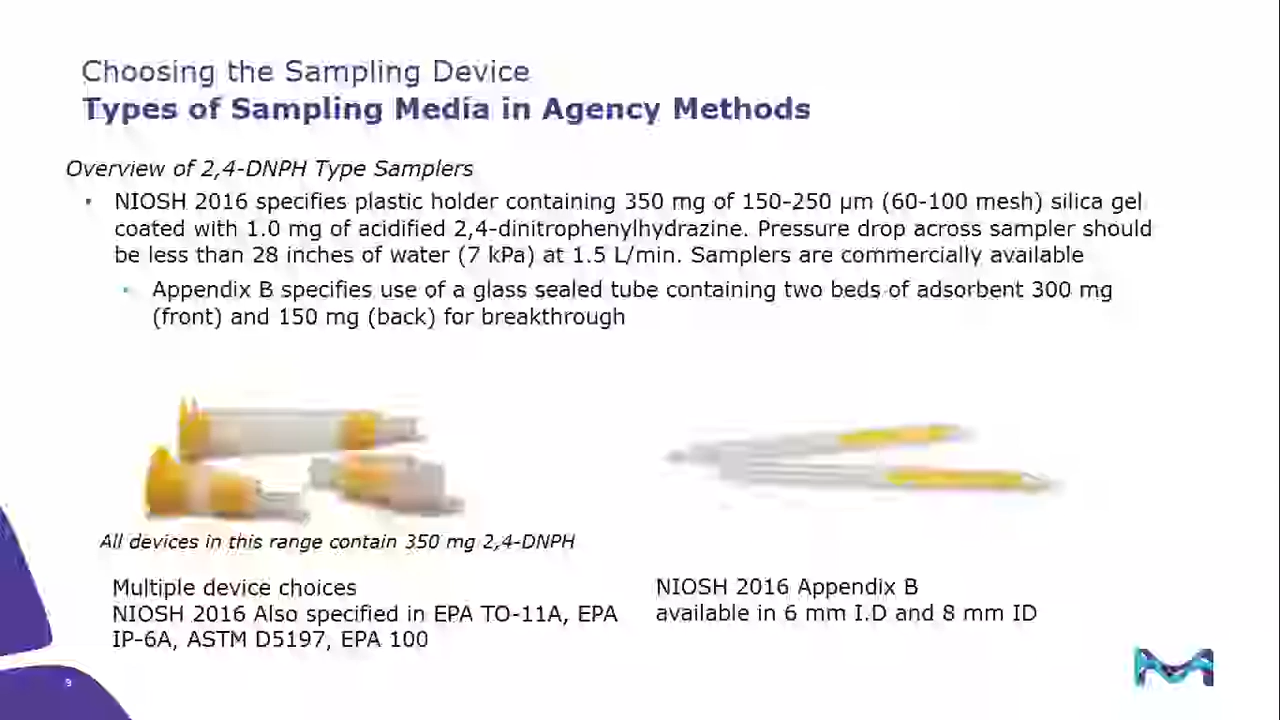 Choosing the Sampling Device
Types of Sampling Media in Agency Methods
Overview of 2,4-DNPH Type Samplers
NIOSH 2016 specifies plastic holder containing 350 mg of 150-250 µm (60-100 mesh) silica gel
coated with 1.0 mg of acidified 2,4-dinitrophenylhydrazine. Pressure drop across sampler should
be less than 28 inches of water (7 kPa) at 1.5 L/min. Samplers are commercially available
Appendix B specifies use of a glass sealed tube containing two beds of adsorbent 300 mg
(front) and 150 mg (back) for breakthrough
All devices in this range contain 350 mg 2,4-DNPH
Multiple device choices
NIOSH 2016 Also specified in EPA TO-11A, EPA
IP-6A, ASTM D5197, EPA 100
NIOSH 2016 Appendix B
available in 6 mm I.D and 8 mm ID
9